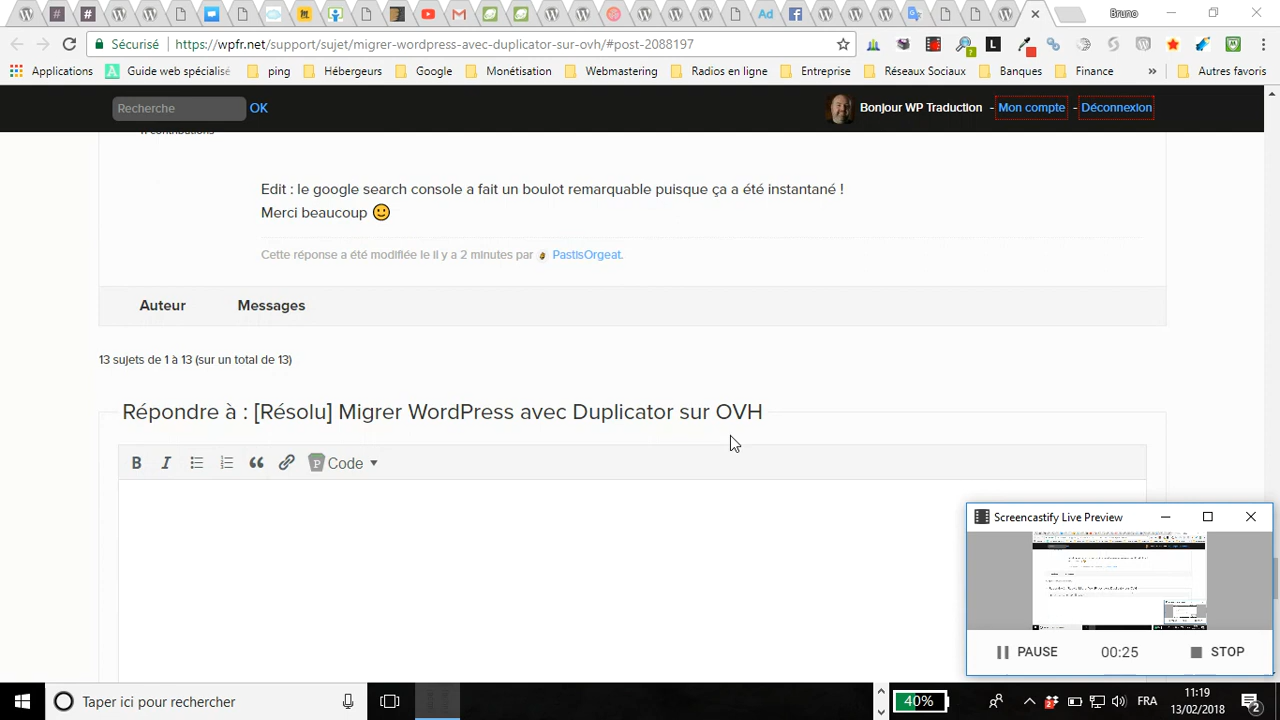 Bruno
Sécurisé https://wpfr.net/support/sujet/migrer-wordpress-avec-duplicator-sur-ovh/#post-2088197
Applications Guide web spécialisé ping Hébergeurs Google Monétisation Webmastering Radios en ligne Entreprise Réseaux Sociaux Banques Finance » Autres favoris
Recherche OK Bonjour WP Traduction - Mon compte - Déconnexion
11 contributions
Edit : le google search console a fait un boulot remarquable puisque ça a été instantané !
Merci beaucoup 🙂
Cette réponse a été modifiée le il y a 2 minutes par PastisOrgeat.
Auteur Messages
13 sujets de 1 à 13 (sur un total de 13)
Répondre à : [Résolu] Migrer WordPress avec Duplicator sur OVH
B I Code
Screencastify Live Preview
PAUSE 00:25 STOP
Taper ici pour rechercher
40% FRA 11:19
13/02/2018 2